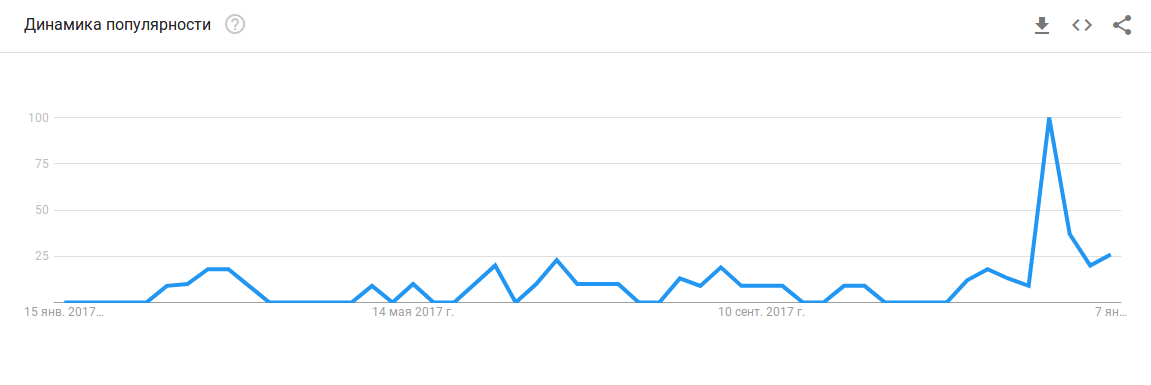 Динамика популярности
100
75
50
25
15 янв. 2017…
14 мая 2017 г.
10 сент. 2017 г.
7 ян…